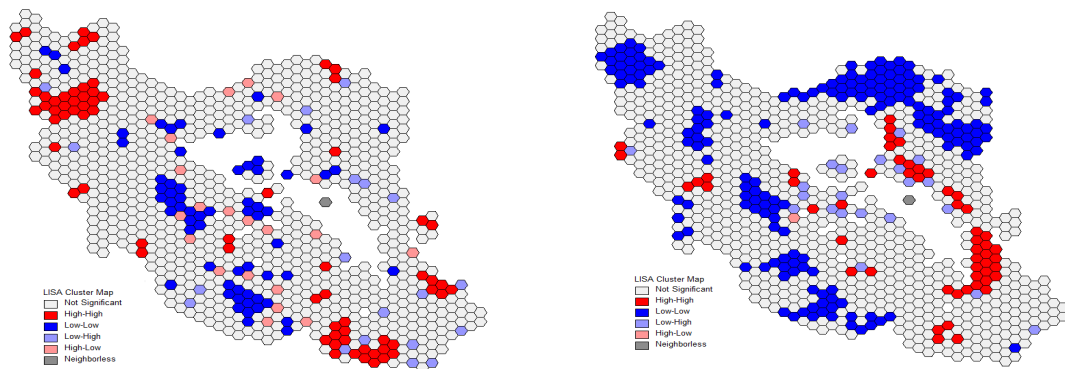 LISA Cluster Map
Not Significant
High-High
Low-Low
Low-High
High-Low
Neighborless
LISA Cluster Map
Not Significant
High-High
Low-Low
Low-High
High-Low
Neighborless